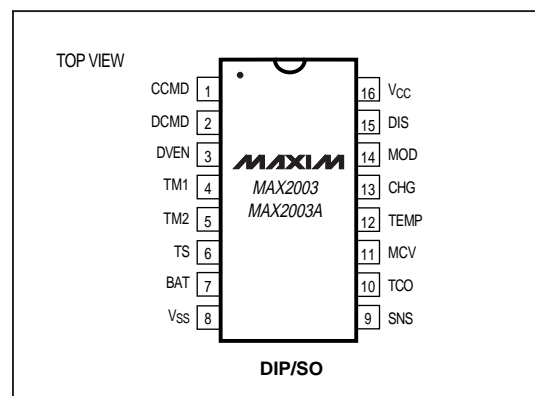 TOP VIEW
CCMD 1 16 VCC
DCMD 2 15 DIS
DVEN 3 MAXIM 14 MOD
TM1 4 MAX2003 13 CHG
MAX2003A
TM2 5 12 TEMP
TS 6 11 MCV
BAT 7 10 TCO
VSS 8 9 SNS
DIP/SO